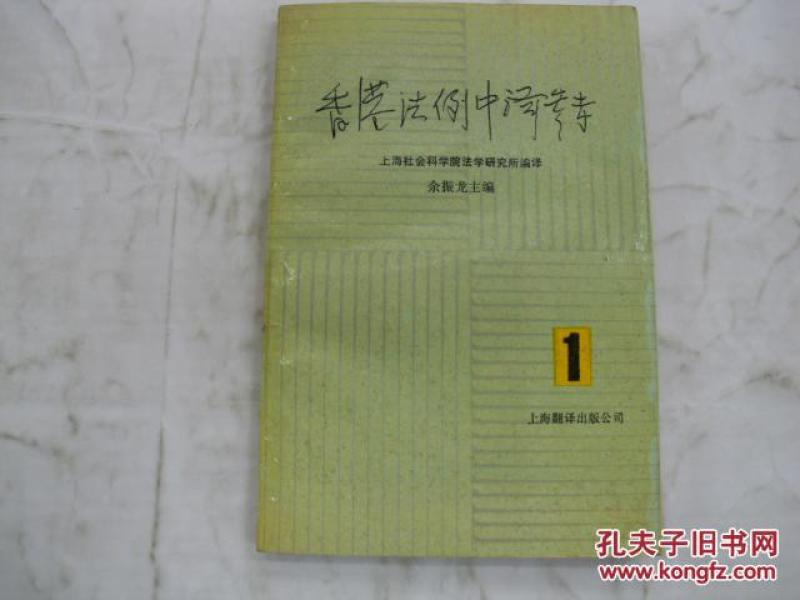 香港法例中译参考
上海社会科学院法学研究所编译
余振龙主编
1
上海翻译出版公司
孔夫子旧书网
www.kongfz.com